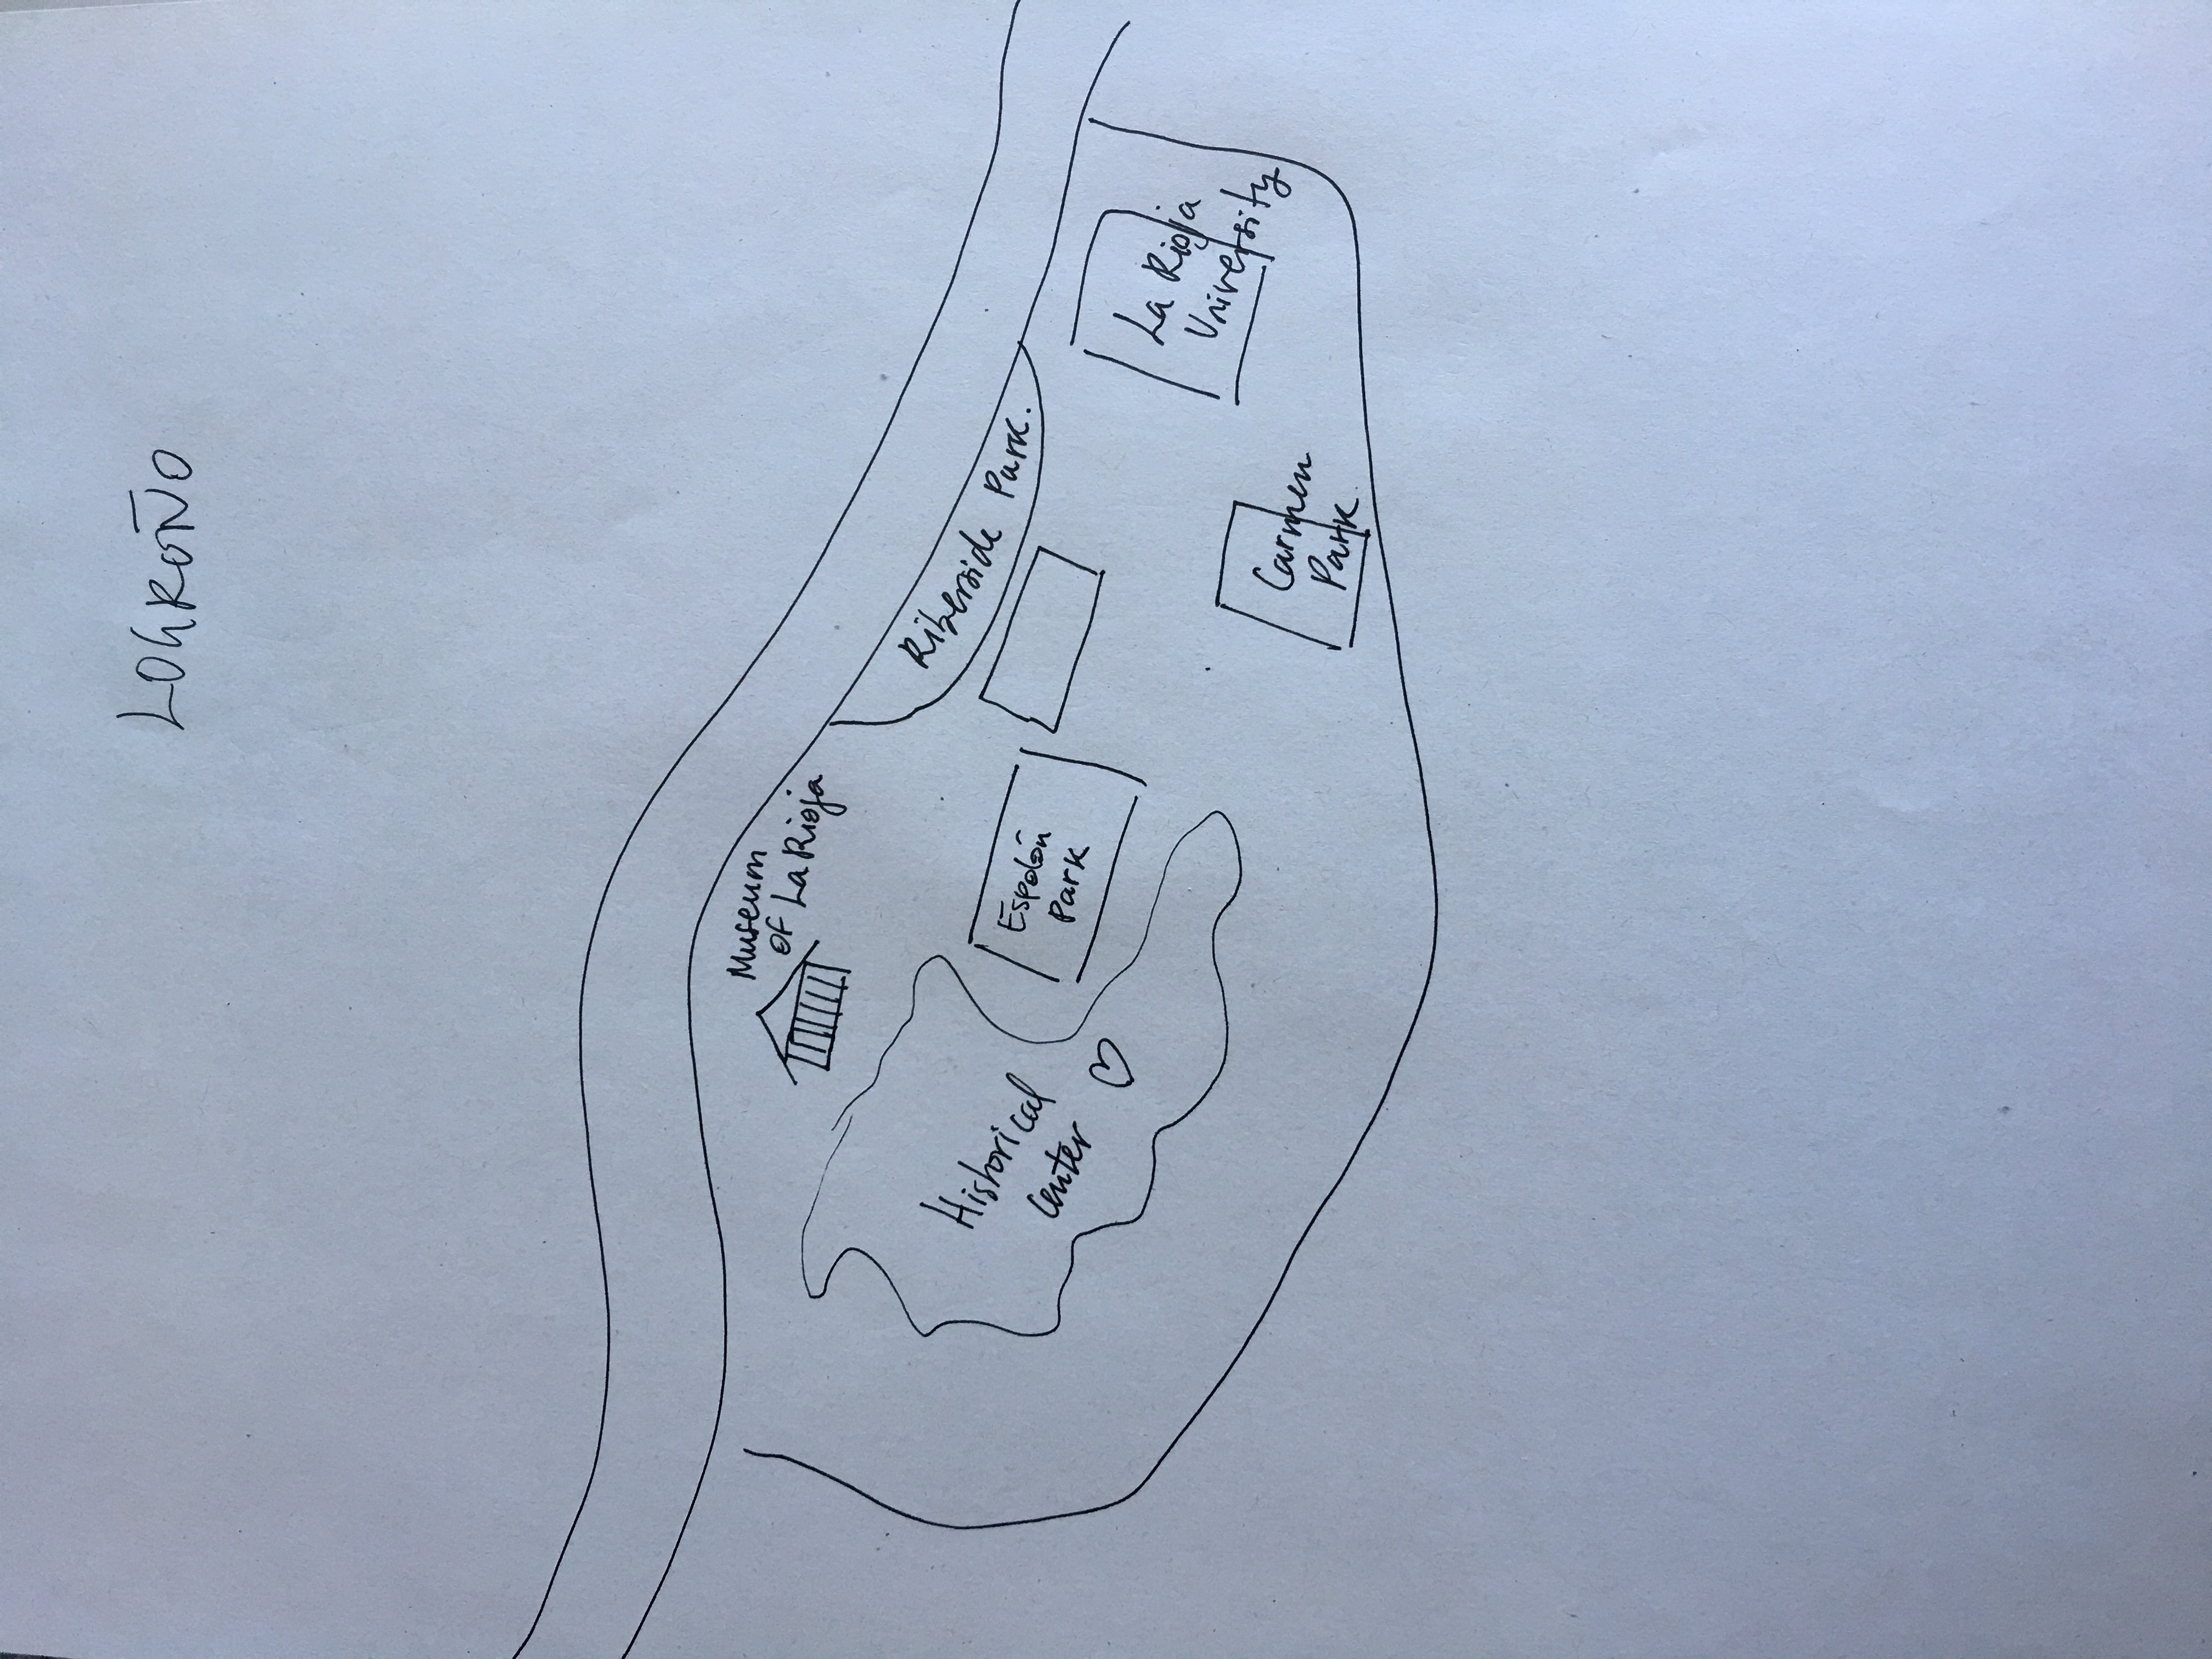 LOGROÑO
Museum
of La Rioja
Riberside Park.
Historical
center
Espolón
Park
La Rioja
University
Carmen
Park.